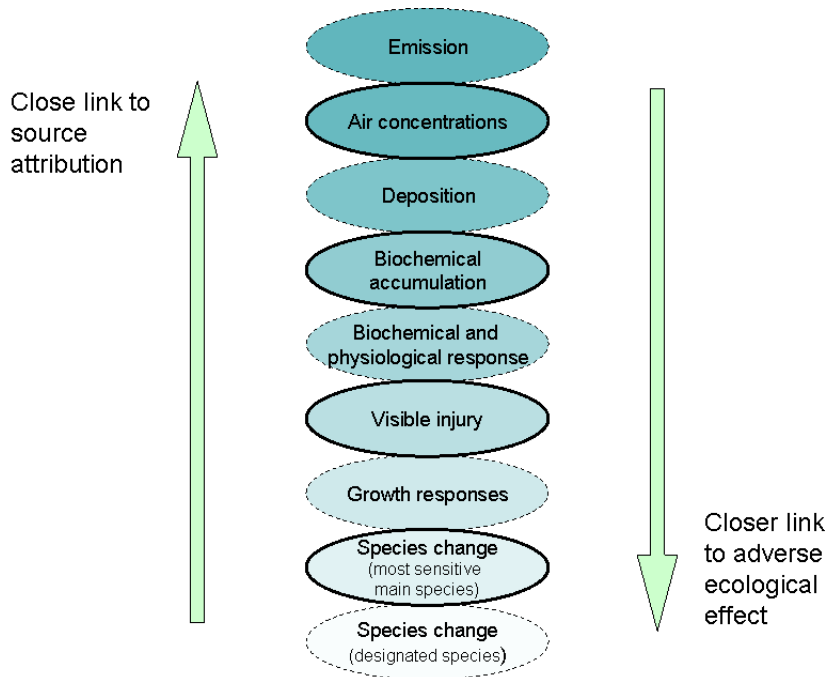 Emission
Close link to
source
attribution
Air concentrations
Deposition
Biochemical
accumulation
Biochemical and
physiological response
Visible injury
Growth responses
Species change
(most sensitive
main species)
Species change
(designated species)
Closer link
to adverse
ecological
effect